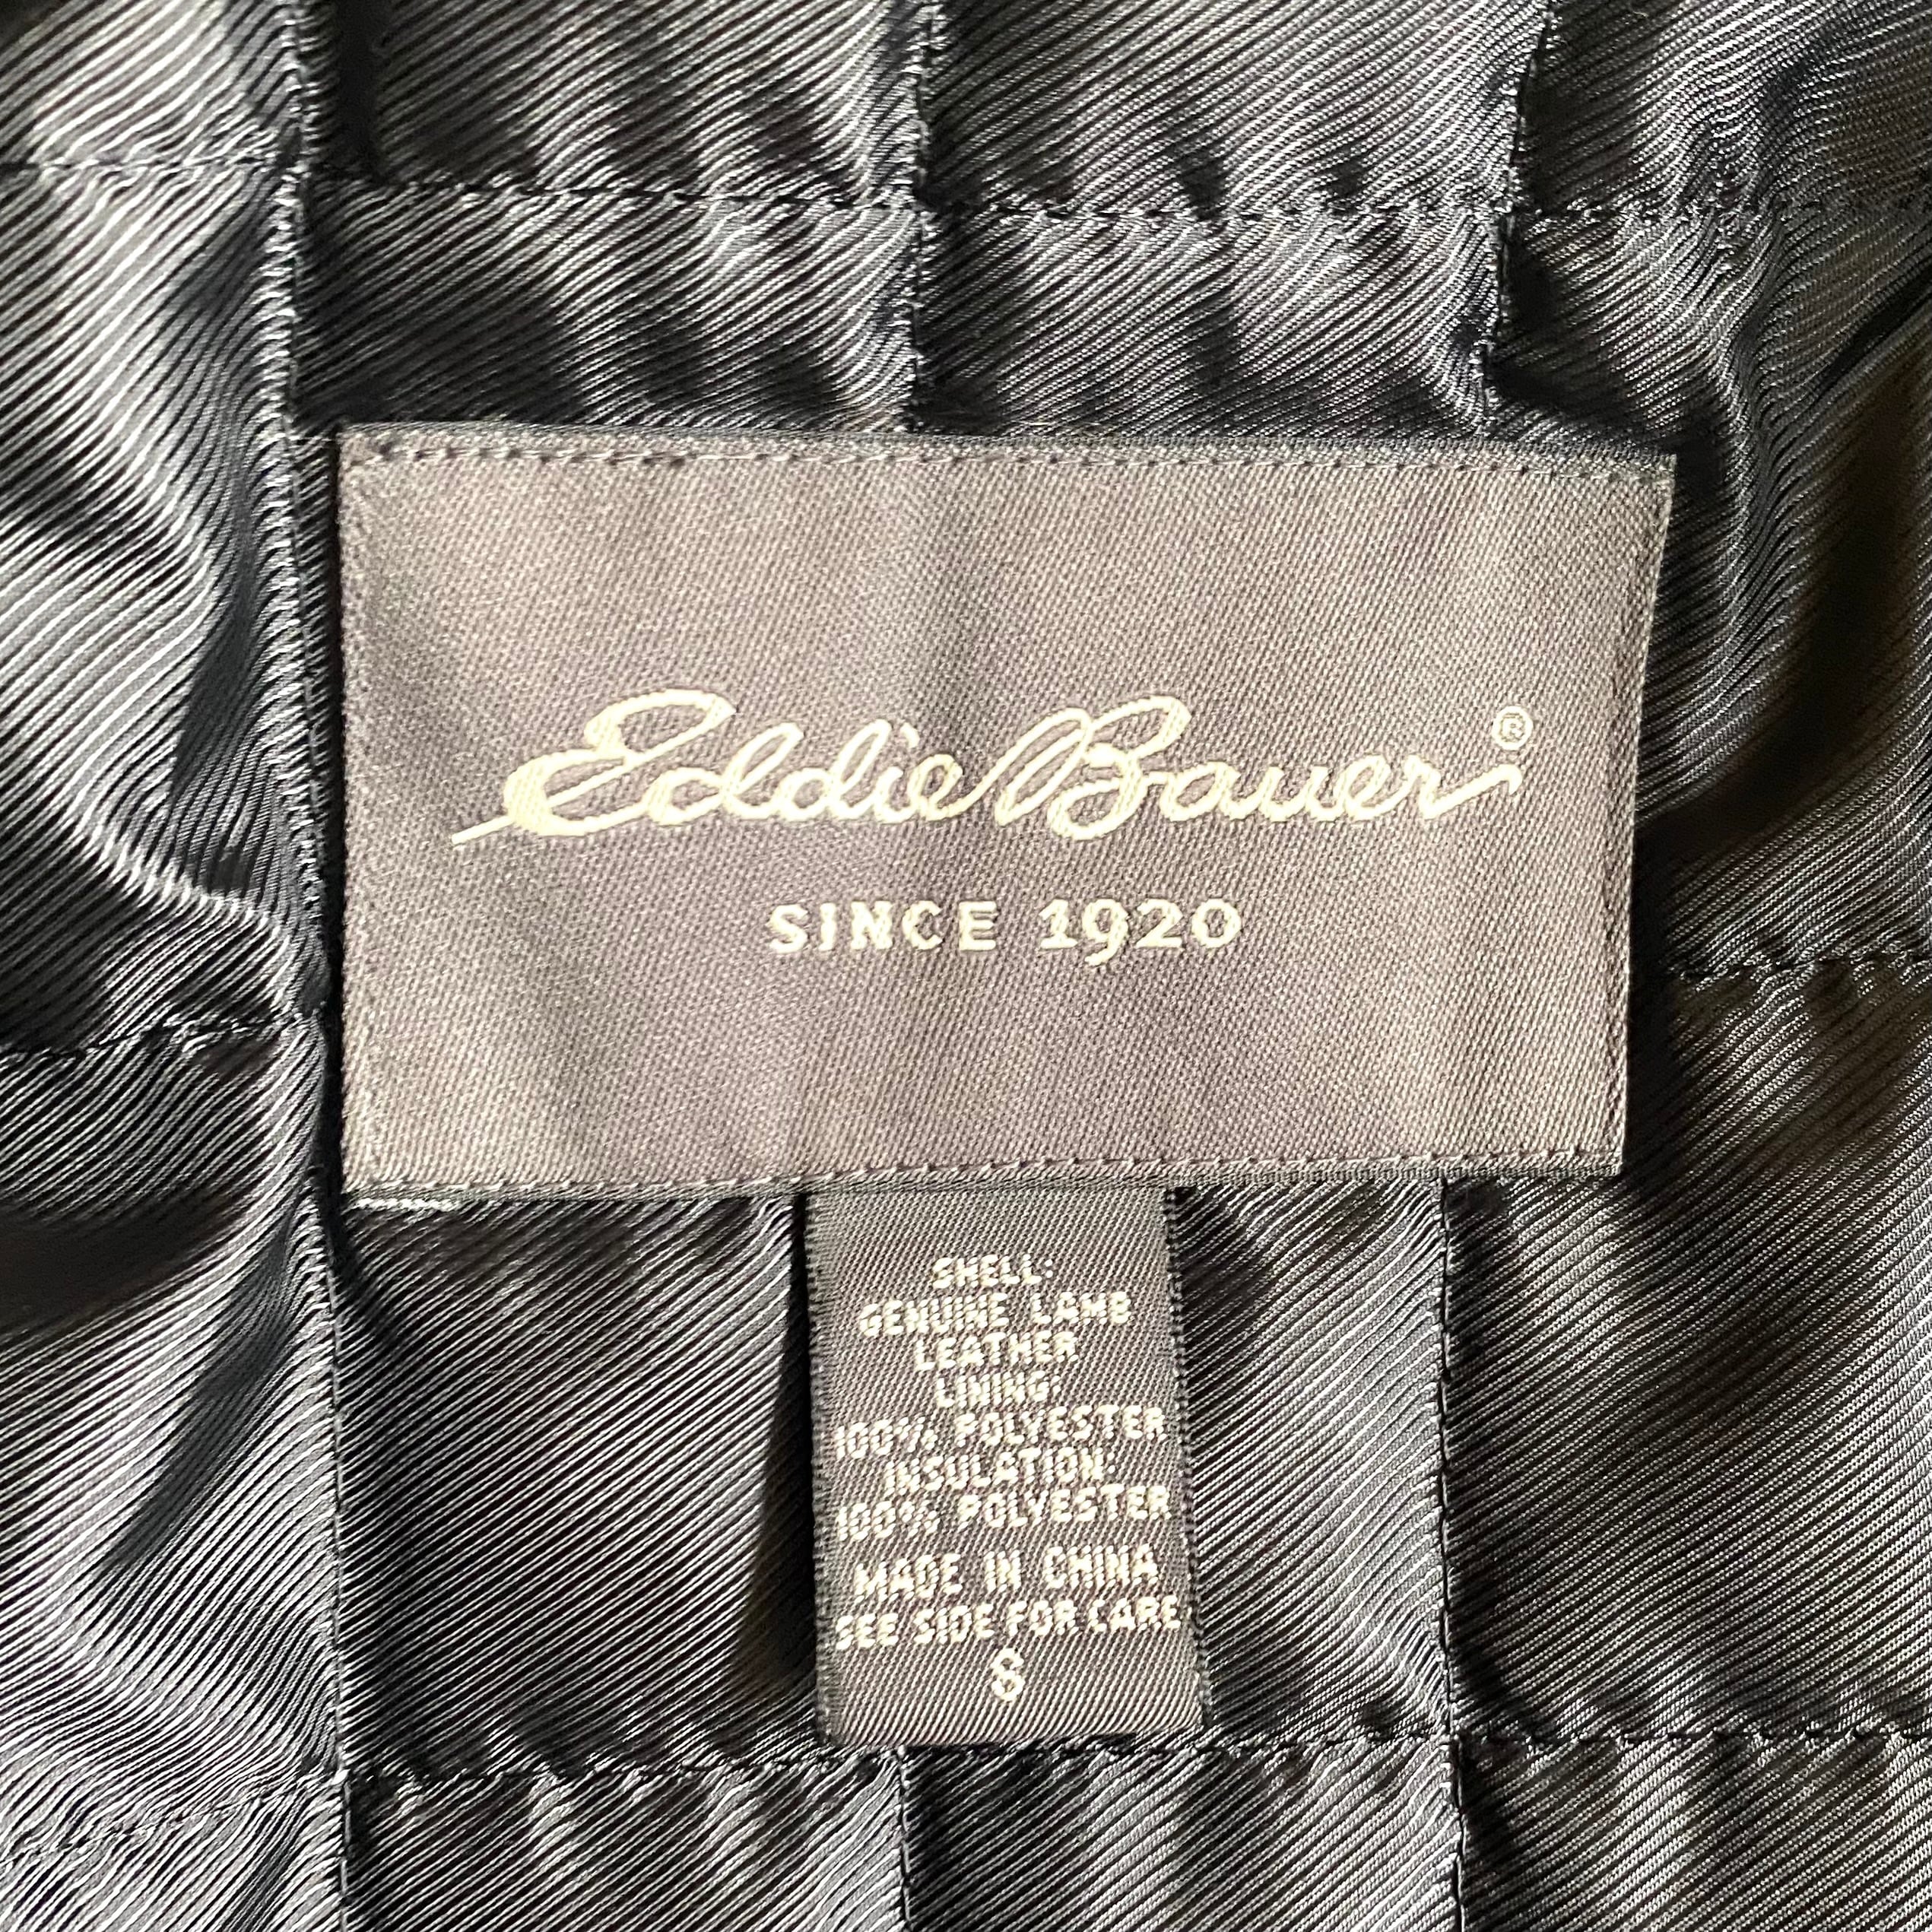 Eddie Bauer®
SINCE 1920
SHELL:
GENUINE LAMB
LEATHER
LINING:
100% POLYESTER
INSULATION:
100% POLYESTER
MADE IN CHINA
SEE SIDE FOR CARE
S